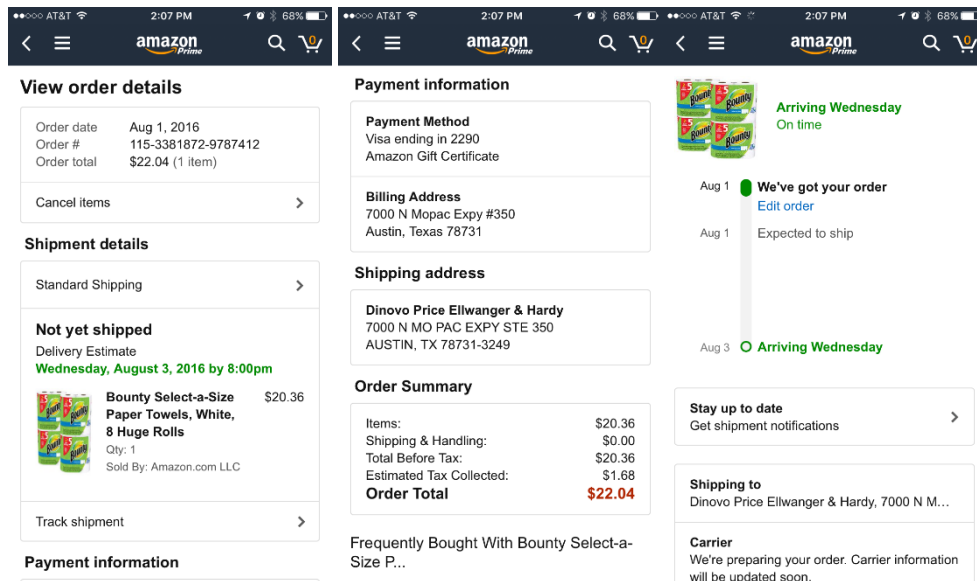 AT&T 2:07 PM 68%
0
amazon
Prime
View order details
Order date Aug 1, 2016
Order # 115-3381872-9787412
Order total $22.04 (1 item)
Cancel items
Shipment details
Standard Shipping
Not yet shipped
Delivery Estimate
Wednesday, August 3, 2016 by 8:00pm
Bounty Select-a-Size $20.36
Paper Towels, White,
8 Huge Rolls
Qty: 1
Sold By: Amazon.com LLC
Track shipment
Payment information
AT&T 2:07 PM 68%
0
amazon
Prime
Payment information
Payment Method
Visa ending in 2290
Amazon Gift Certificate
Billing Address
7000 N Mopac Expy #350
Austin, Texas 78731
Shipping address
Dinovo Price Ellwanger & Hardy
7000 N MO PAC EXPY STE 350
AUSTIN, TX 78731-3249
Order Summary
Items: $20.36
Shipping & Handling: $0.00
Total Before Tax: $20.36
Estimated Tax Collected: $1.68
Order Total $22.04
Frequently Bought With Bounty Select-a-
Size P...
AT&T 2:07 PM 68%
0
amazon
Prime
Bounty
Arriving Wednesday
On time
Aug 1 We've got your order
Edit order
Aug 1 Expected to ship
Aug 3 Arriving Wednesday
Stay up to date
Get shipment notifications
Shipping to
Dinovo Price Ellwanger & Hardy, 7000 N M...
Carrier
We're preparing your order. Carrier information
will be updated soon.